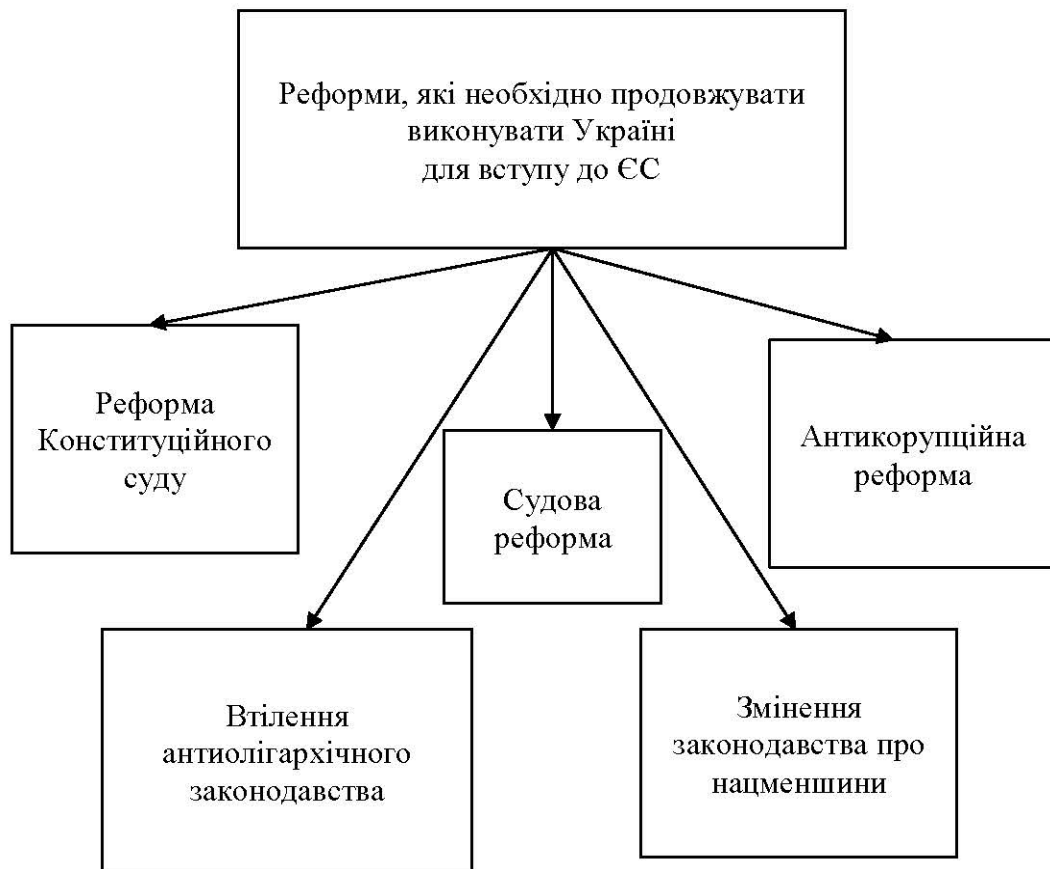 Реформи, які необхідно продовжувати
виконувати Україні
для вступу до ЄС
Реформа
Конституційного
суду
Судова
реформа
Антикорупційна
реформа
Втілення
антиолігархічного
законодавства
Змінення
законодавства про
нацменшини